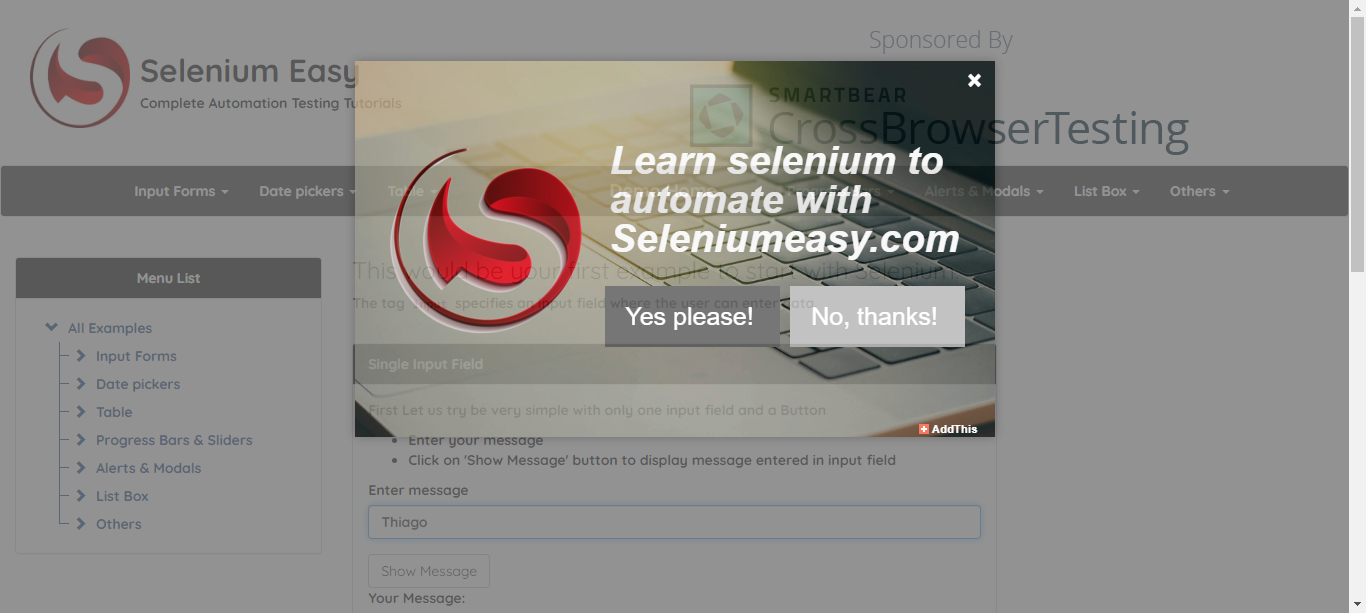 Sponsored By
Selenium Easy
Complete Automation Testing Tutorials
SMARTBEAR
CrossBrowserTesting
Input Forms
Date pickers
Table
Demo Home
Alerts & Modals
List Box
Others
Learn selenium to
automate with
Seleniumeasy.com
Yes please!
No, thanks!
AddThis
Menu List
All Examples
Input Forms
Date pickers
Table
Progress Bars & Sliders
Alerts & Modals
List Box
Others
This would be your first example to start with Selenium.
The tag input specifies an input field where the user can enter data
Single Input Field
First Let us try be very simple with only one input field and a Button
Enter your message
Click on 'Show Message' button to display message entered in input field
Enter message
Thiago
Show Message
Your Message: